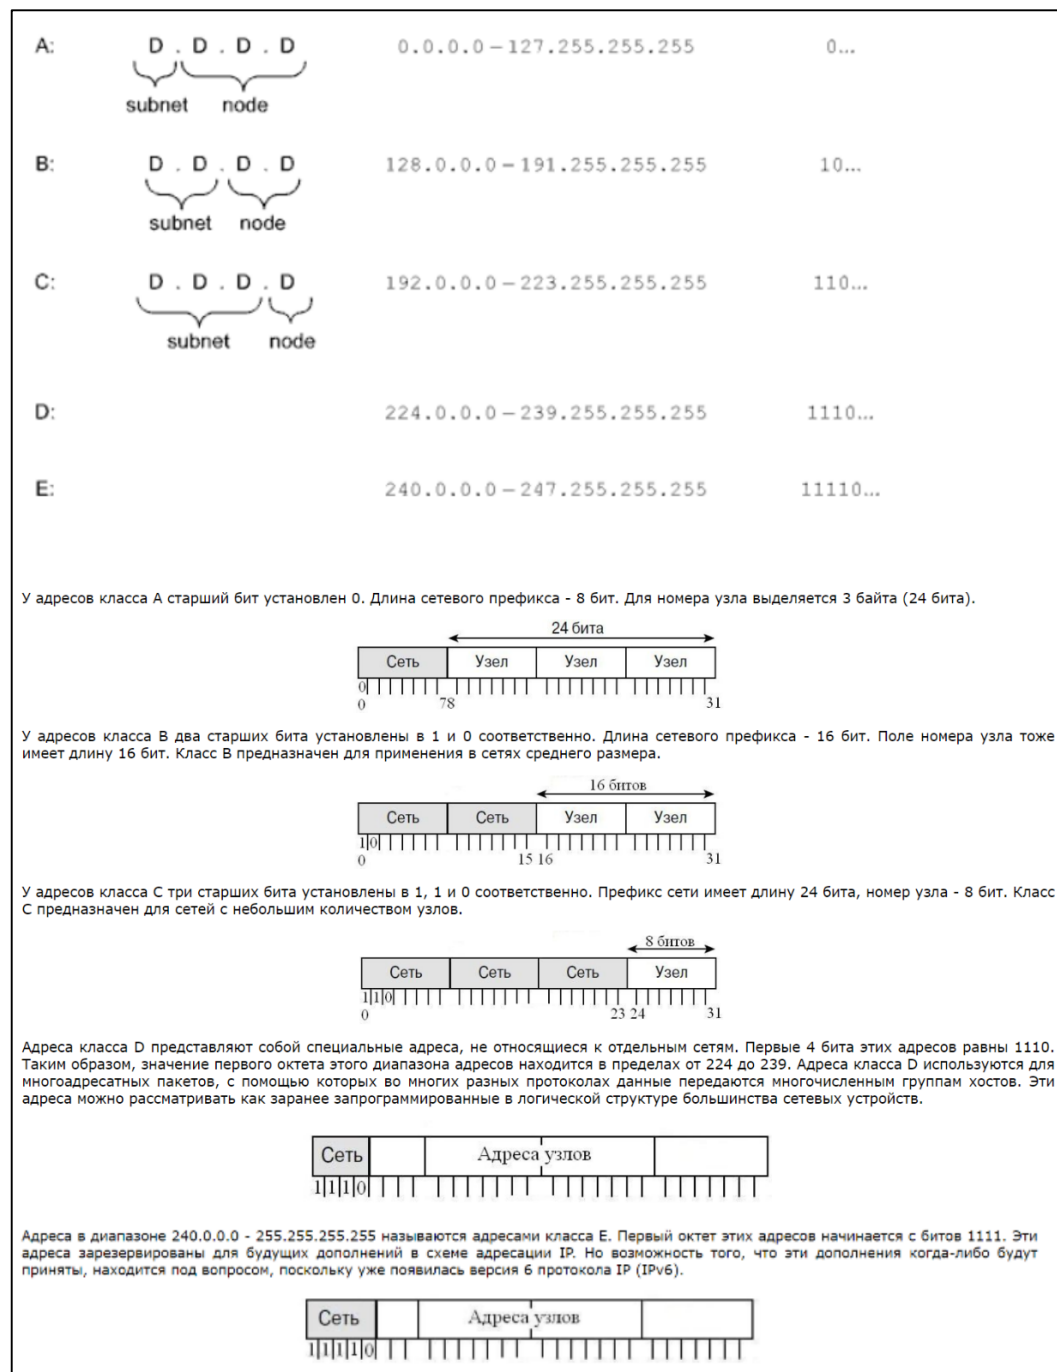 A: D . D . D . D 0.0.0.0–127.255.255.255 0...
subnet node
B: D . D . D . D 128.0.0.0–191.255.255.255 10...
subnet node
C: D . D . D . D 192.0.0.0–223.255.255.255 110...
subnet node
D: 224.0.0.0–239.255.255.255 1110...
E: 240.0.0.0–247.255.255.255 11110...
У адресов класса A старший бит установлен 0. Длина сетевого префикса - 8 бит. Для номера узла выделяется 3 байта (24 бита).
24 бита
Сеть Узел Узел Узел
0
0 78 31
У адресов класса B два старших бита установлены в 1 и 0 соответственно. Длина сетевого префикса - 16 бит. Поле номера узла тоже
имеет длину 16 бит. Класс B предназначен для применения в сетях среднего размера.
16 битов
Сеть Сеть Узел Узел
1 0
0 15 16 31
У адресов класса C три старших бита установлены в 1, 1 и 0 соответственно. Префикс сети имеет длину 24 бита, номер узла - 8 бит. Класс
C предназначен для сетей с небольшим количеством узлов.
8 битов
Сеть Сеть Сеть Узел
1 1 0
0 23 24 31
Адреса класса D представляют собой специальные адреса, не относящиеся к отдельным сетям. Первые 4 бита этих адресов равны 1110.
Таким образом, значение первого октета этого диапазона адресов находится в пределах от 224 до 239. Адреса класса D используются для
многоадресатных пакетов, с помощью которых во многих разных протоколах данные передаются многочисленным группам хостов. Эти
адреса можно рассматривать как заранее запрограммированные в логической структуре большинства сетевых устройств.
Сеть Адреса узлов
1 1 1 0
Адреса в диапазоне 240.0.0.0 - 255.255.255.255 называются адресами класса E. Первый октет этих адресов начинается с битов 1111. Эти
адреса зарезервированы для будущих дополнений в схеме адресации IP. Но возможность того, что эти дополнения когда-либо будут
приняты, находится под вопросом, поскольку уже появилась версия 6 протокола IP (IPv6).
Сеть Адреса узлов
1 1 1 1 0